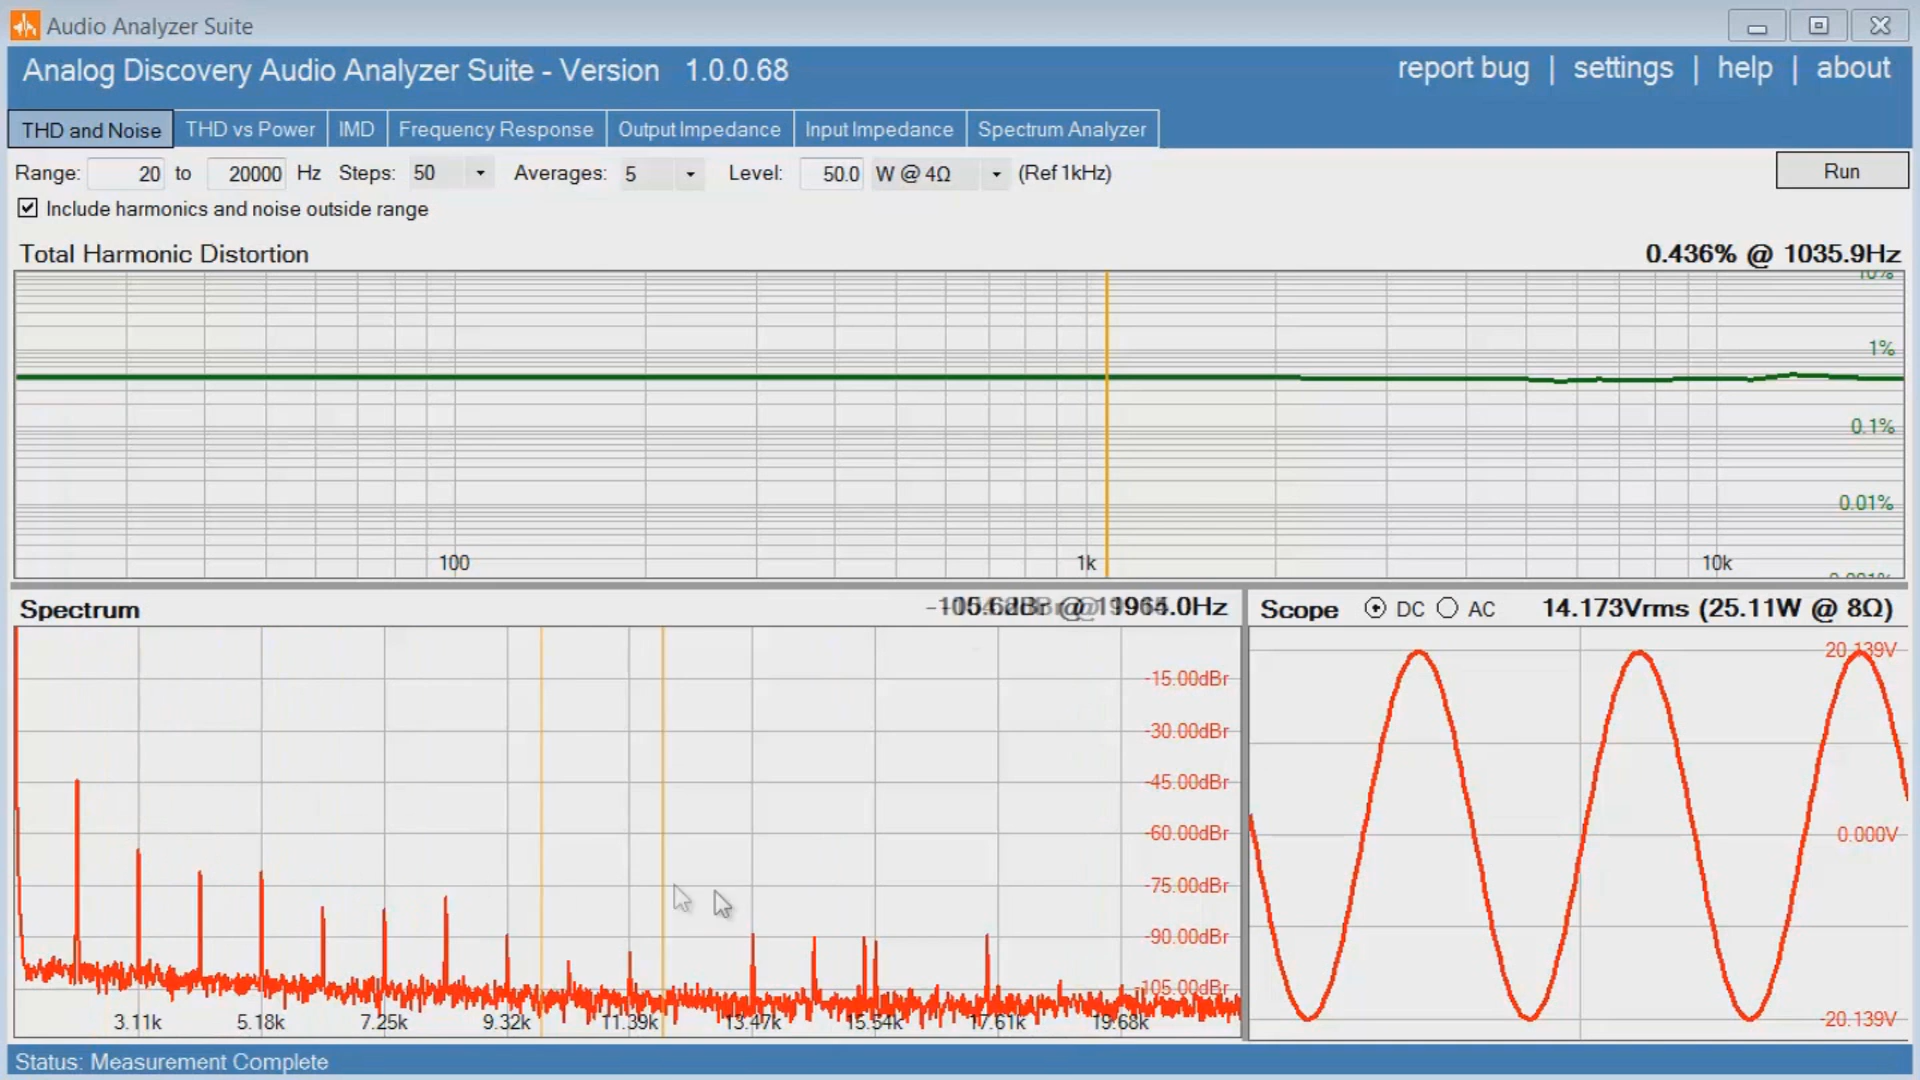 Audio Analyzer Suite
Analog Discovery Audio Analyzer Suite - Version 1.0.0.68
report bug | settings | help | about
THD and Noise THD vs Power IMD Frequency Response Output Impedance Input Impedance Spectrum Analyzer
Range: 20 to 20000 Hz Steps: 50 Averages: 5 Level: 50.0 W @ 4Ω (Ref 1kHz)
Run
Include harmonics and noise outside range
Total Harmonic Distortion
0.436% @ 1035.9Hz
10%
1%
0.1%
0.01%
100 1k 10k
0.001%
Spectrum
Scope DC AC 14.173Vrms (25.11W @ 8Ω)
-15.00dBr
-30.00dBr
-45.00dBr
-60.00dBr
-75.00dBr
-90.00dBr
-105.00dBr
3.11k 5.18k 7.25k 9.32k 11.39k 13.47k 15.54k 17.61k 19.68k
20.139V
0.000V
-20.139V
Status: Measurement Complete